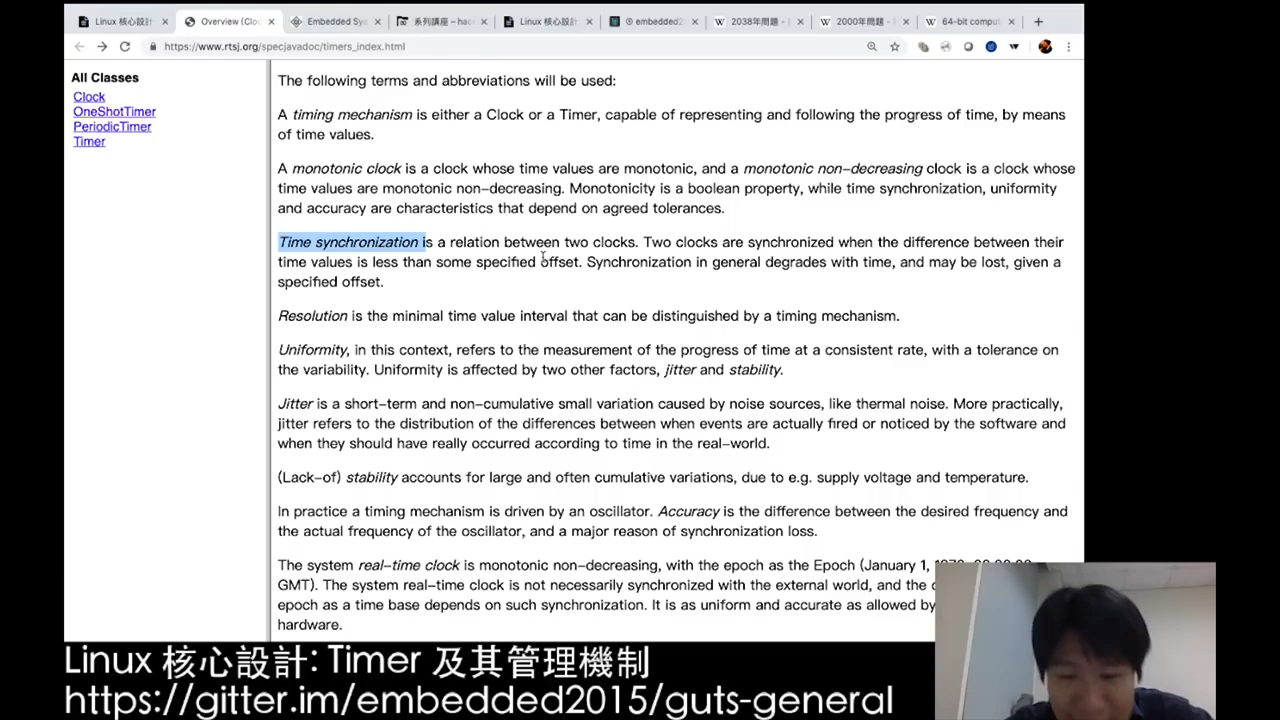 Linux 核心設計
Overview (Cloc
Embedded Sys
系列講座 – hac
Linux 核心設計
embedded2
2038年問題 -
2000年問題 -
64-bit comput
https://www.rtsj.org/specjavadoc/timers_index.html
All Classes
Clock
OneShotTimer
PeriodicTimer
Timer
The following terms and abbreviations will be used:
A timing mechanism is either a Clock or a Timer, capable of representing and following the progress of time, by means
of time values.
A monotonic clock is a clock whose time values are monotonic, and a monotonic non-decreasing clock is a clock whose
time values are monotonic non-decreasing. Monotonicity is a boolean property, while time synchronization, uniformity
and accuracy are characteristics that depend on agreed tolerances.
Time synchronization is a relation between two clocks. Two clocks are synchronized when the difference between their
time values is less than some specified offset. Synchronization in general degrades with time, and may be lost, given a
specified offset.
Resolution is the minimal time value interval that can be distinguished by a timing mechanism.
Uniformity, in this context, refers to the measurement of the progress of time at a consistent rate, with a tolerance on
the variability. Uniformity is affected by two other factors, jitter and stability.
Jitter is a short-term and non-cumulative small variation caused by noise sources, like thermal noise. More practically,
jitter refers to the distribution of the differences between when events are actually fired or noticed by the software and
when they should have really occurred according to time in the real-world.
(Lack-of) stability accounts for large and often cumulative variations, due to e.g. supply voltage and temperature.
In practice a timing mechanism is driven by an oscillator. Accuracy is the difference between the desired frequency and
the actual frequency of the oscillator, and a major reason of synchronization loss.
The system real-time clock is monotonic non-decreasing, with the epoch as the Epoch (January 1,
GMT). The system real-time clock is not necessarily synchronized with the external world, and the
epoch as a time base depends on such synchronization. It is as uniform and accurate as allowed by
hardware.
Linux 核心設計: Timer 及其管理機制
https://gitter.im/embedded2015/guts-general